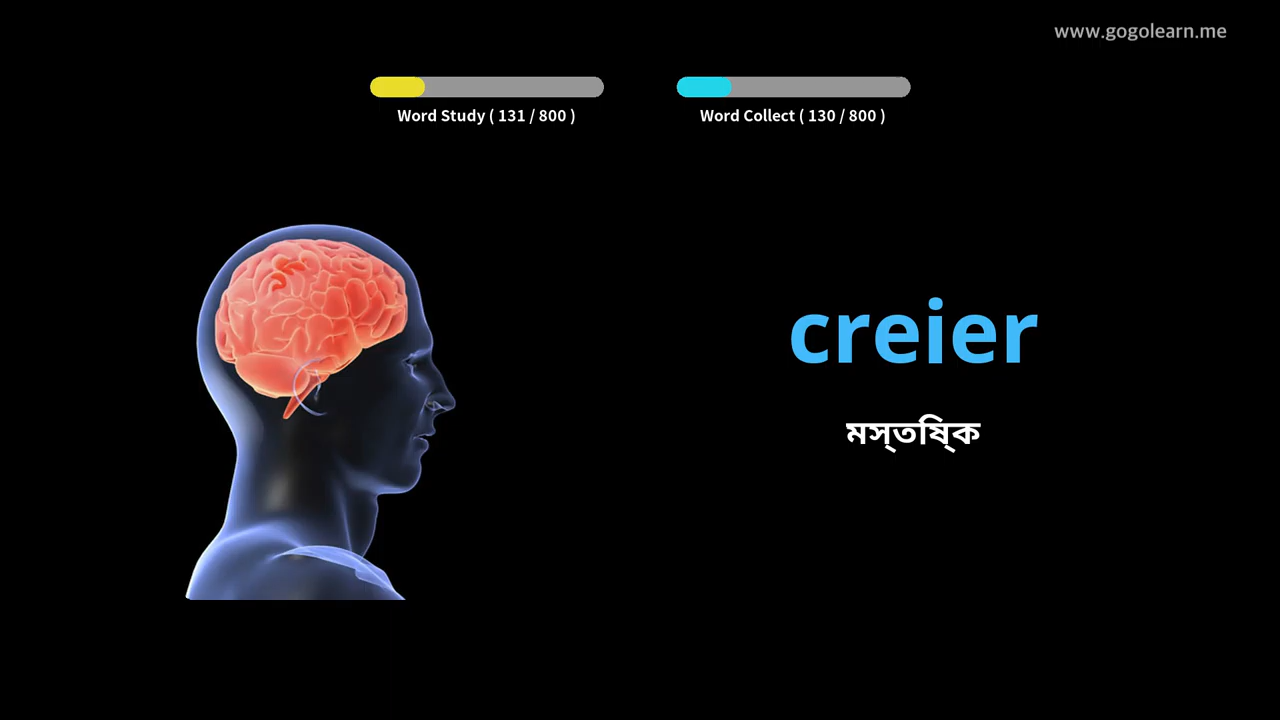 www.gogolearn.me
Word Study ( 131 / 800 )
Word Collect ( 130 / 800 )
creier
মস্তিষ্ক